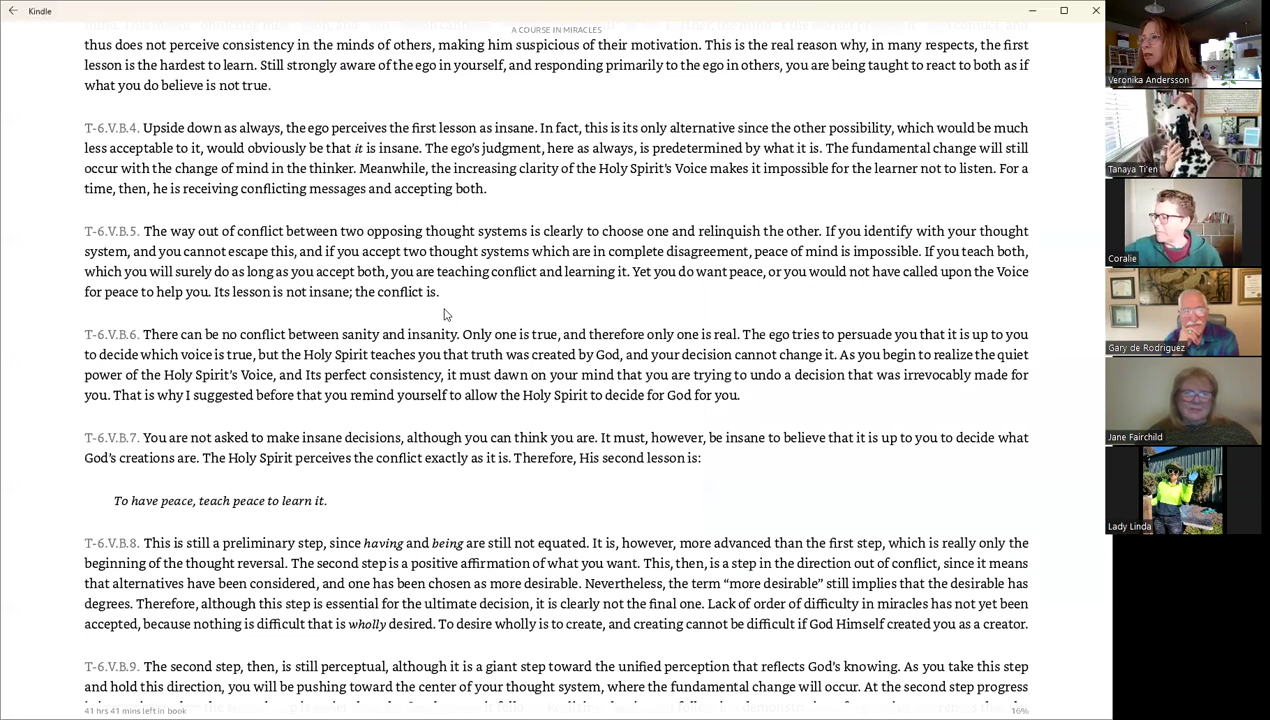 Kindle
A COURSE IN MIRACLES
thus does not perceive consistency in the minds of others, making him suspicious of their motivation. This is the real reason why, in many respects, the first
lesson is the hardest to learn. Still strongly aware of the ego in yourself, and responding primarily to the ego in others, you are being taught to react to both as if
what you do believe is not true.
T-6.V.B.4. Upside down as always, the ego perceives the first lesson as insane. In fact, this is its only alternative since the other possibility, which would be much
less acceptable to it, would obviously be that it is insane. The ego's judgment, here as always, is predetermined by what it is. The fundamental change will still
occur with the change of mind in the thinker. Meanwhile, the increasing clarity of the Holy Spirit's Voice makes it impossible for the learner not to listen. For a
time, then, he is receiving conflicting messages and accepting both.
T-6.V.B.5. The way out of conflict between two opposing thought systems is clearly to choose one and relinquish the other. If you identify with your thought
system, and you cannot escape this, and if you accept two thought systems which are in complete disagreement, peace of mind is impossible. If you teach both,
which you will surely do as long as you accept both, you are teaching conflict and learning it. Yet you do want peace, or you would not have called upon the Voice
for peace to help you. Its lesson is not insane; the conflict is.
T-6.V.B.6. There can be no conflict between sanity and insanity. Only one is true, and therefore only one is real. The ego tries to persuade you that it is up to you
to decide which voice is true, but the Holy Spirit teaches you that truth was created by God, and your decision cannot change it. As you begin to realize the quiet
power of the Holy Spirit's Voice, and Its perfect consistency, it must dawn on your mind that you are trying to undo a decision that was irrevocably made for
you. That is why I suggested before that you remind yourself to allow the Holy Spirit to decide for God for you.
T-6.V.B.7. You are not asked to make insane decisions, although you can think you are. It must, however, be insane to believe that it is up to you to decide what
God's creations are. The Holy Spirit perceives the conflict exactly as it is. Therefore, His second lesson is:
To have peace, teach peace to learn it.
T-6.V.B.8. This is still a preliminary step, since having and being are still not equated. It is, however, more advanced than the first step, which is really only the
beginning of the thought reversal. The second step is a positive affirmation of what you want. This, then, is a step in the direction out of conflict, since it means
that alternatives have been considered, and one has been chosen as more desirable. Nevertheless, the term “more desirable” still implies that the desirable has
degrees. Therefore, although this step is essential for the ultimate decision, it is clearly not the final one. Lack of order of difficulty in miracles has not yet been
accepted, because nothing is difficult that is wholly desired. To desire wholly is to create, and creating cannot be difficult if God Himself created you as a creator.
T-6.V.B.9. The second step, then, is still perceptual, although it is a giant step toward the unified perception that reflects God's knowing. As you take this step
and hold this direction, you will be pushing toward the center of your thought system, where the fundamental change will occur. At the second step progress
41 hrs 41 mins left in book
16%
Veronika Andersson
Tanaya Ti'en
Coralie
Gary de Rodriguez
Jane Fairchild
Lady Linda